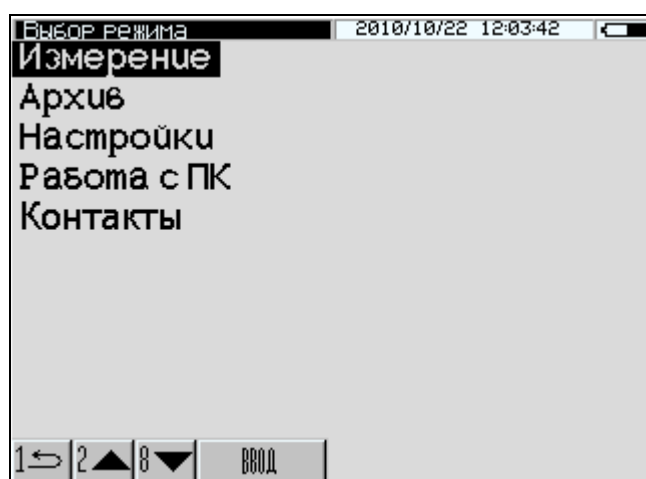 Выбор режима 2010/10/22 12:03:42
Измерение
Архив
Настройки
Работа с ПК
Контакты
1 2 8 ВВОД